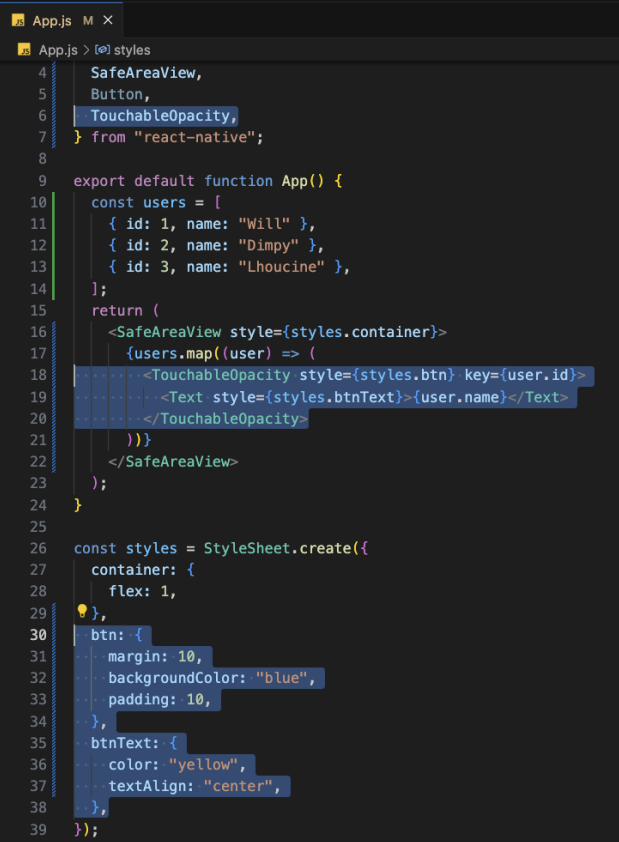 JS App.js M ×
JS App.js > styles
4 SafeAreaView,
5 Button,
6 TouchableOpacity,
7 } from "react-native";
8
9 export default function App() {
10 const users = [
11 { id: 1, name: "Will" },
12 { id: 2, name: "Dimpy" },
13 { id: 3, name: "Lhoucine" },
14 ];
15 return (
16 <SafeAreaView style={styles.container}>
17 {users.map((user) => (
18 <TouchableOpacity style={styles.btn} key={user.id}>
19 <Text style={styles.btnText}>{user.name}</Text>
20 </TouchableOpacity>
21 ))}
22 </SafeAreaView>
23 );
24 }
25
26 const styles = StyleSheet.create({
27 container: {
28 flex: 1,
29 },
30 btn: {
31 margin: 10,
32 backgroundColor: "blue",
33 padding: 10,
34 },
35 btnText: {
36 color: "yellow",
37 textAlign: "center",
38 },
39 });